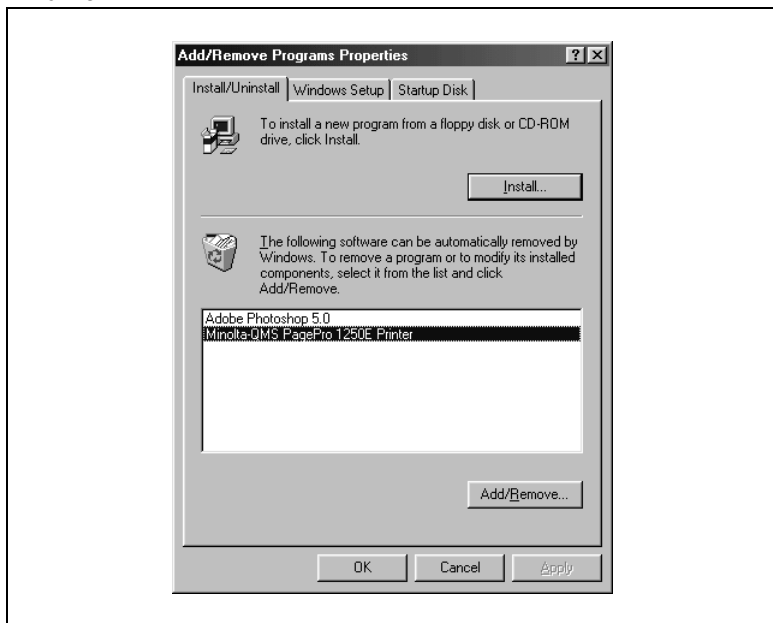 Add/Remove Programs Properties
Install/Uninstall Windows Setup Startup Disk
To install a new program from a floppy disk or CD-ROM
drive, click Install.
Install...
The following software can be automatically removed by
Windows. To remove a program or to modify its installed
components, select it from the list and click
Add/Remove.
Adobe Photoshop 5.0
Minolta-QMS PagePro 1250E Printer
Add/Remove...
OK Cancel Apply